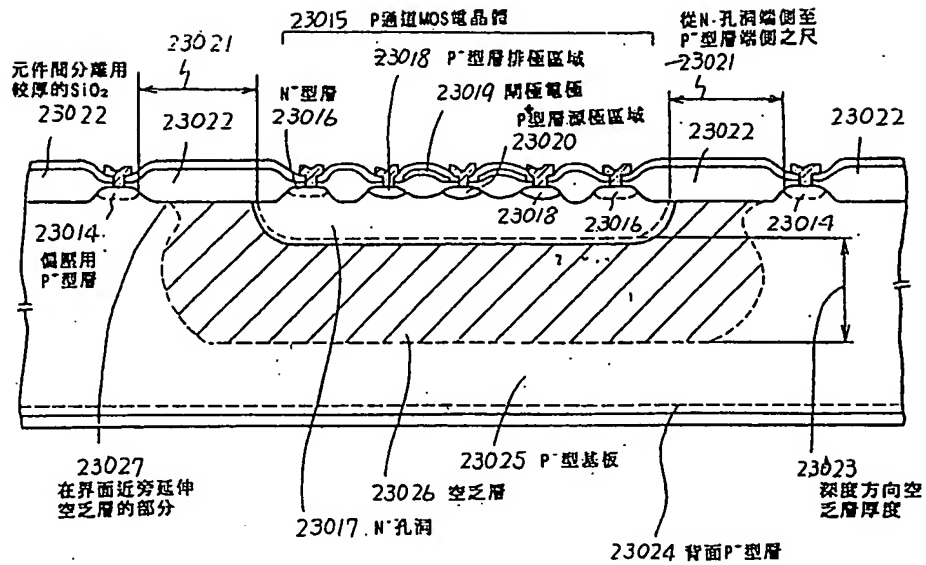 23015 P通道MOS電晶體
從N-孔洞端側至
P⁻型層端側之尺
23021
23021
元件間分離用
較厚的SiO₂
23022
23022
N⁺型層
23016
23018 P⁻型層排極區域
23019 閘極電極
P⁺型層源極區域
23020
23022
23022
23014
偏壓用
P⁻型層
23018
23016
23014
23027
在界面近旁延伸
空乏層的部分
23025 P⁻型基板
23026 空乏層
23017 N⁻孔洞
23023
深度方向空
乏層厚度
23024 背面P⁻型層